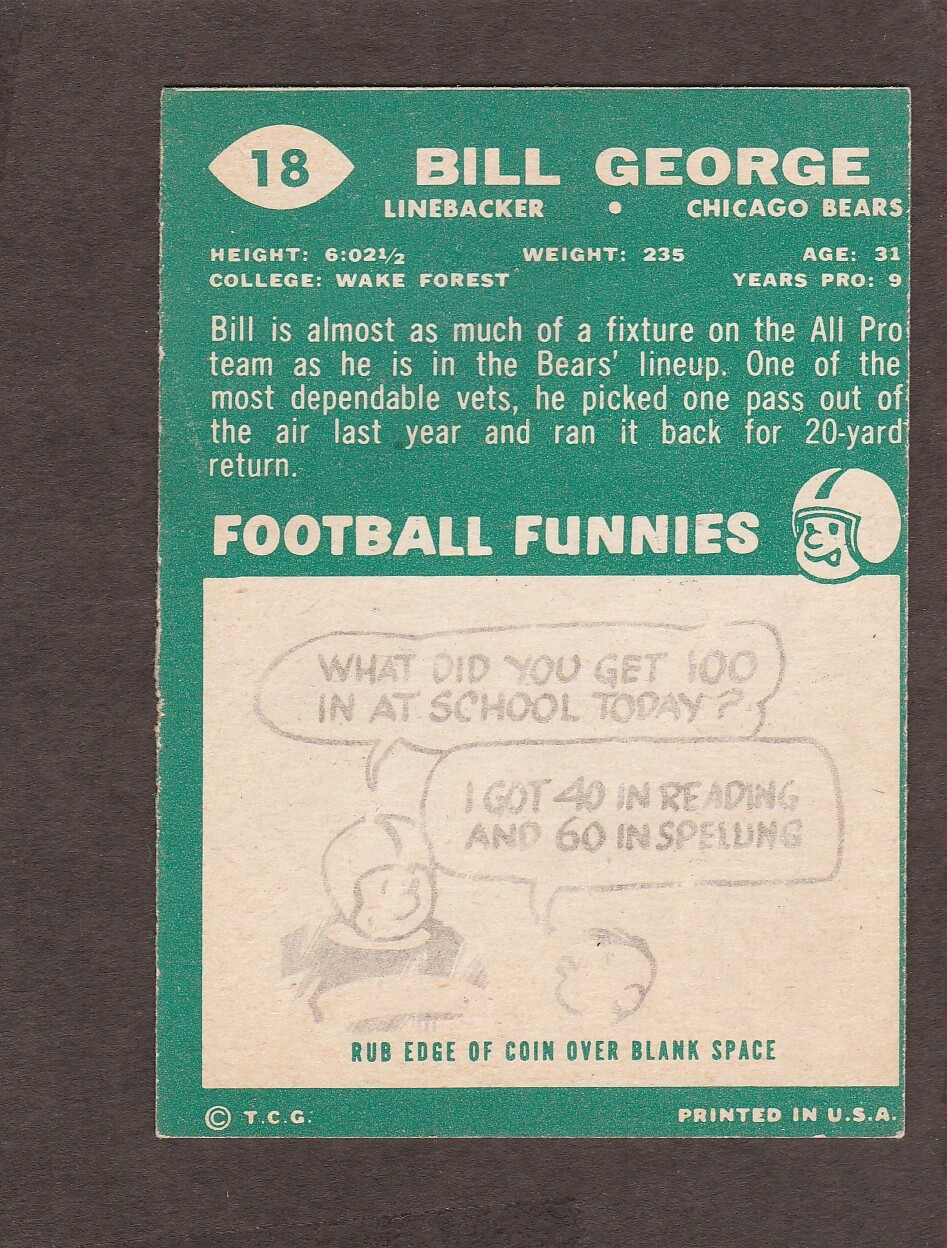 18
BILL GEORGE
LINEBACKER • CHICAGO BEARS
HEIGHT: 6:02½ WEIGHT: 235 AGE: 31
COLLEGE: WAKE FOREST YEARS PRO: 9
Bill is almost as much of a fixture on the All Pro
team as he is in the Bears' lineup. One of the
most dependable vets, he picked one pass out of
the air last year and ran it back for 20-yard
return.
FOOTBALL FUNNIES
WHAT DID YOU GET 100
IN AT SCHOOL TODAY?
I GOT 40 IN READING
AND 60 IN SPELLING
RUB EDGE OF COIN OVER BLANK SPACE
© T.C.G. PRINTED IN U.S.A.